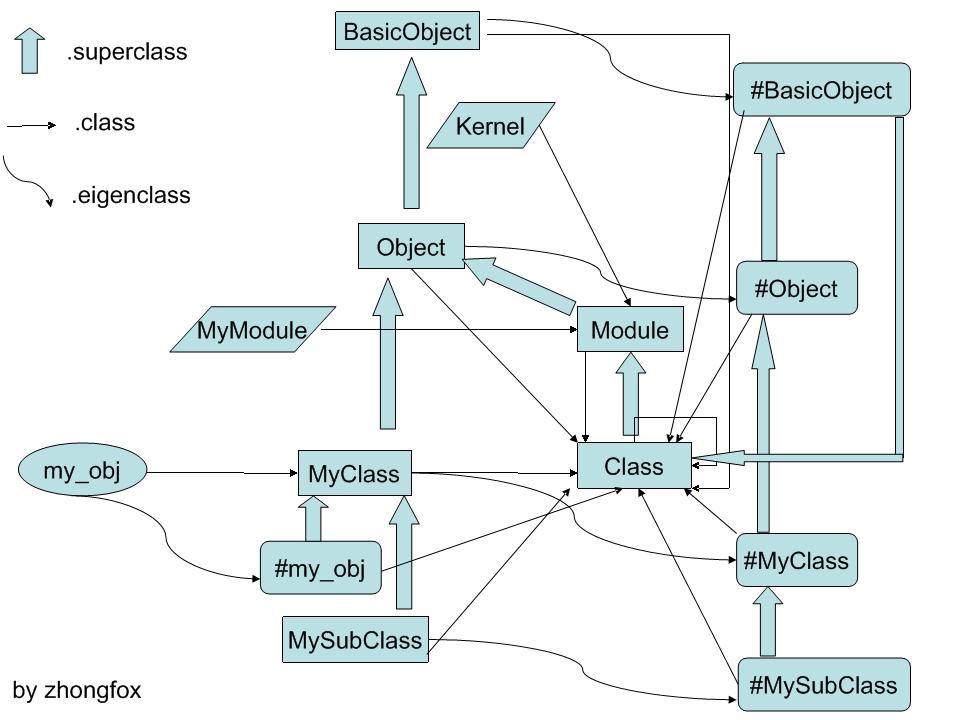 .superclass
.class
.eigenclass
BasicObject
#BasicObject
Kernel
Object
#Object
MyModule
Module
my_obj
MyClass
Class
#my_obj
#MyClass
MySubClass
#MySubClass
by zhongfox